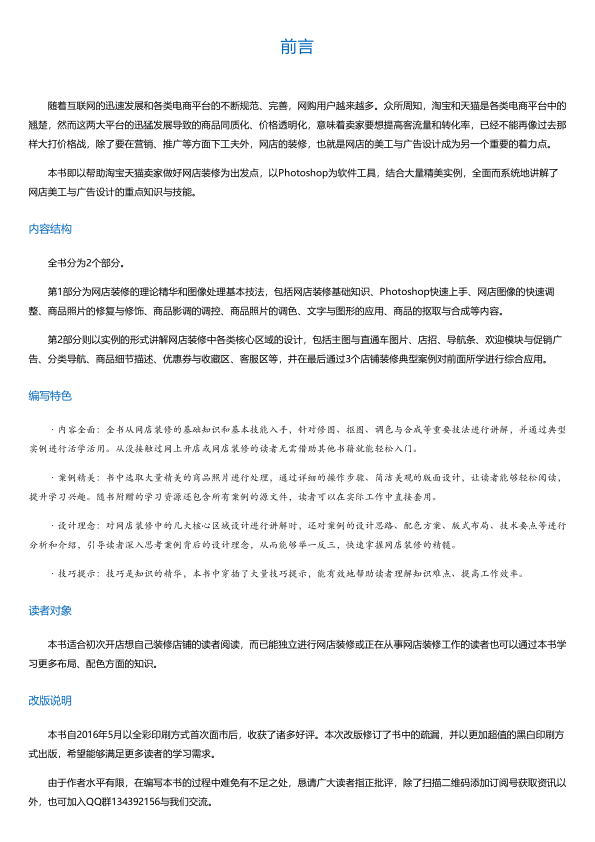 前言
随着互联网的迅速发展和各类电商平台的不断规范、完善，网购用户越来越多。众所周知，淘宝和天猫是各类电商平台中的
翘楚，然而这两大平台的迅猛发展导致的商品同质化、价格透明化，意味着卖家要想提高客流量和转化率，已经不能再像过去那
样大打价格战，除了要在营销、推广等方面下工夫外，网店的装修，也就是网店的美工与广告设计成为另一个重要的着力点。
本书即以帮助淘宝天猫卖家做好网店装修为出发点，以Photoshop为软件工具，结合大量精美实例，全面而系统地讲解了
网店美工与广告设计的重点知识与技能。
内容结构
全书分为2个部分。
第1部分为网店装修的理论精华和图像处理基本技法，包括网店装修基础知识、Photoshop快速上手、网店图像的快速调
整、商品照片的修复与修饰、商品影调的调控、商品照片的调色、文字与图形的应用、商品的抠取与合成等内容。
第2部分则以实例的形式讲解网店装修中各类核心区域的设计，包括主图与直通车图片、店招、导航条、欢迎模块与促销广
告、分类导航、商品细节描述、优惠券与收藏区、客服区等，并在最后通过3个店铺装修典型案例对前面所学进行综合应用。
编写特色
·内容全面：全书从网店装修的基础知识和基本技能入手，针对修图、抠图、调色与合成等重要技法进行讲解，并通过典型
实例进行活学活用。从没接触过网上开店或网店装修的读者无需借助其他书籍就能轻松入门。
·案例精美：书中选取大量精美的商品照片进行处理，通过详细的操作步骤、简洁美观的版面设计，让读者能够轻松阅读，
提升学习兴趣。随书附赠的学习资源还包含所有案例的源文件，读者可以在实际工作中直接套用。
·设计理念：对网店装修中的几大核心区域设计进行讲解时，还对案例的设计思路、配色方案、版式布局、技术要点等进行
分析和介绍，引导读者深入思考案例背后的设计理念，从而能够举一反三，快速掌握网店装修的精髓。
·技巧提示：技巧是知识的精华，本书中穿插了大量技巧提示，能有效地帮助读者理解知识难点、提高工作效率。
读者对象
本书适合初次开店想自己装修店铺的读者阅读，而已能独立进行网店装修或正在从事网店装修工作的读者也可以通过本书学
习更多布局、配色方面的知识。
改版说明
本书自2016年5月以全彩印刷方式首次面市后，收获了诸多好评。本次改版修订了书中的疏漏，并以更加超值的黑白印刷方
式出版，希望能够满足更多读者的学习需求。
由于作者水平有限，在编写本书的过程中难免有不足之处，恳请广大读者指正批评，除了扫描二维码添加订阅号获取资讯以
外，也可加入QQ群134392156与我们交流。